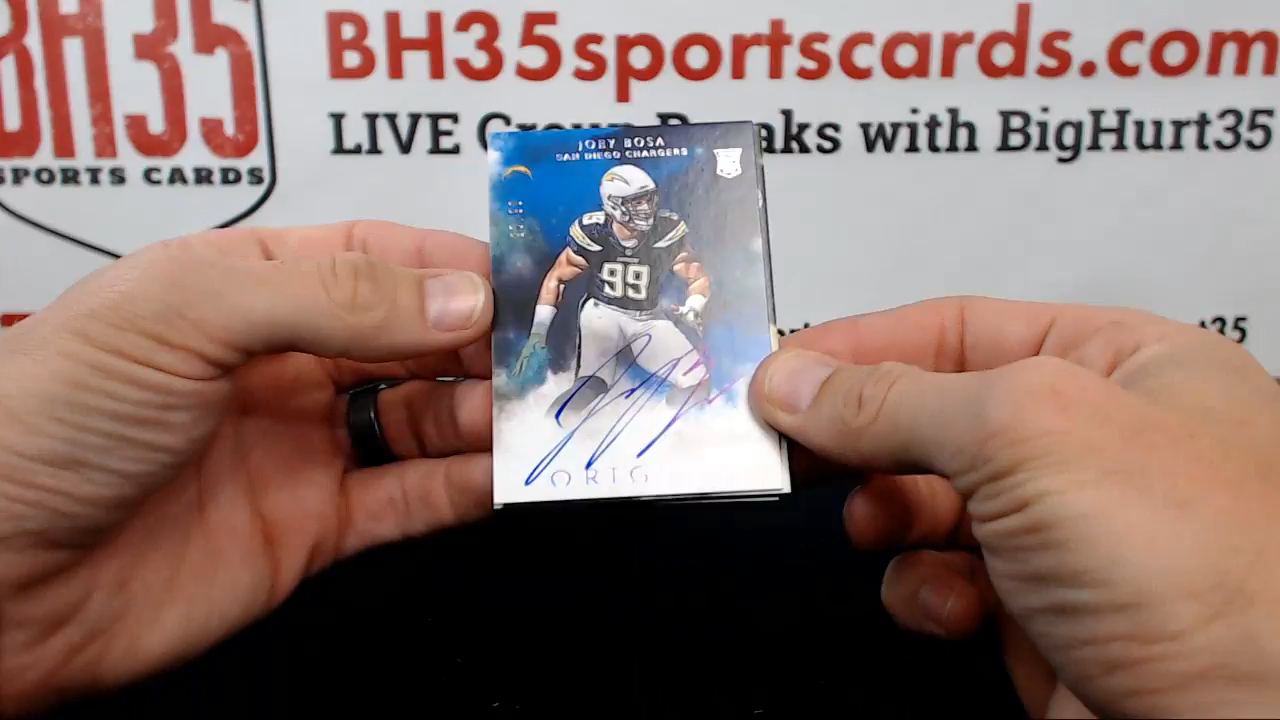 BH35
SPORTS CARDS
BH35sportscards.com
LIVE Group Breaks with BigHurt35
JOEY BOSA
SAN DIEGO CHARGERS
99
ORIG